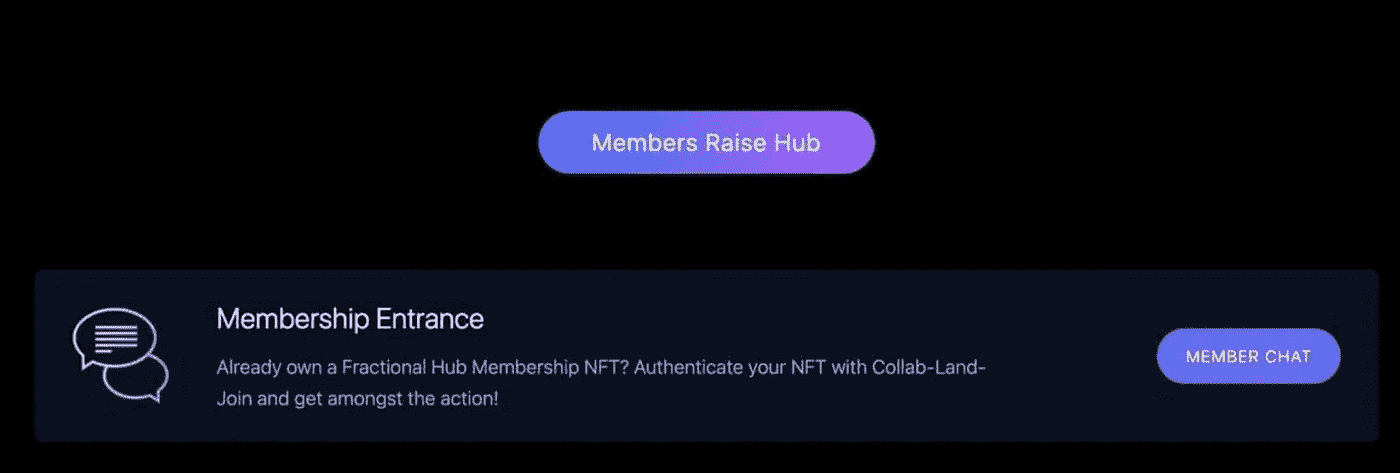 Members Raise Hub
Membership Entrance
Already own a Fractional Hub Membership NFT? Authenticate your NFT with Collab-Land-
Join and get amongst the action!
MEMBER CHAT